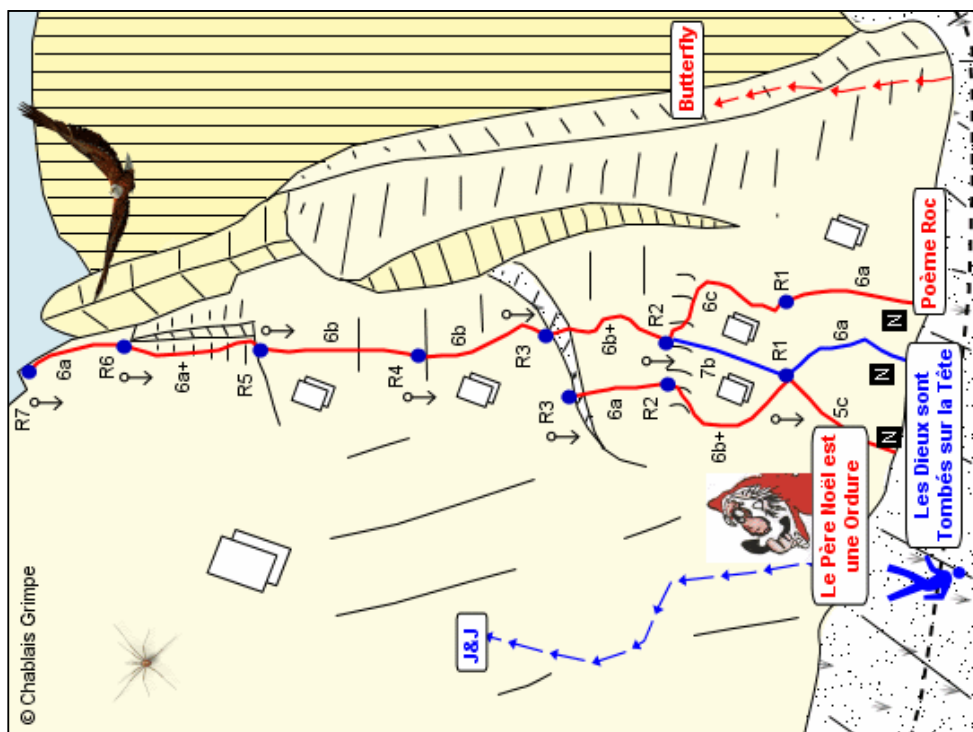 © Chablais Grimpe
R7
6a
R6
6a+
R5
6b
R4
6b
R3
R3
6b+
6a
R2
R2
6c
7b
6b+
R1
R1
6a
6a
5c
N
N
N
Butterfly
Poème Roc
Les Dieux sont
Tombés sur la Tête
Le Père Noël est
une Ordure
J&J